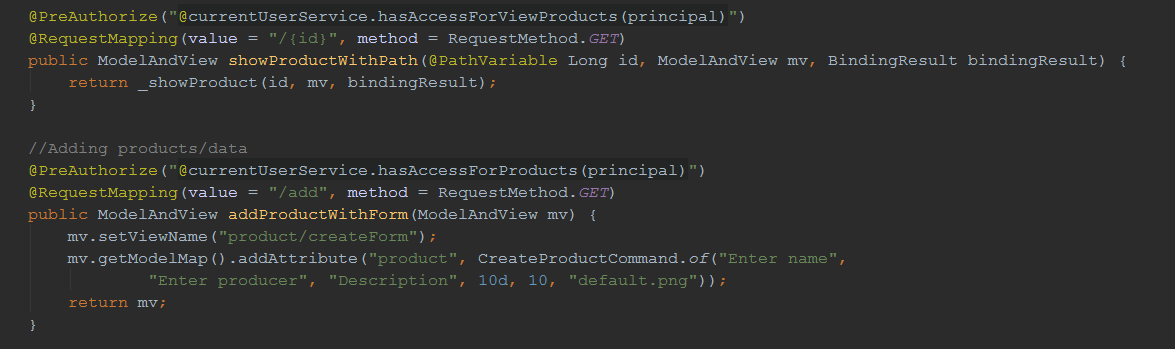 @PreAuthorize("@currentUserService.hasAccessForViewProducts(principal)")
@RequestMapping(value = "/{id}", method = RequestMethod.GET)
public ModelAndView showProductWithPath(@PathVariable Long id, ModelAndView mv, BindingResult bindingResult) {
    return _showProduct(id, mv, bindingResult);
}

//Adding products/data
@PreAuthorize("@currentUserService.hasAccessForProducts(principal)")
@RequestMapping(value = "/add", method = RequestMethod.GET)
public ModelAndView addProductWithForm(ModelAndView mv) {
    mv.setViewName("product/createForm");
    mv.getModelMap().addAttribute("product", CreateProductCommand.of("Enter name",
            "Enter producer", "Description", 10d, 10, "default.png"));
    return mv;
}